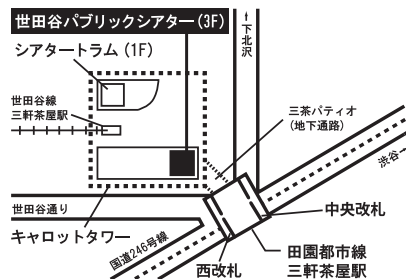 世田谷パブリックシアター(3F)
シアタートラム(1F)
↑下北沢
世田谷線
三軒茶屋駅
三茶パティオ
(地下通路)
渋谷→
世田谷通り
キャロットタワー
国道246号線
中央改札
田園都市線
三軒茶屋駅
西改札